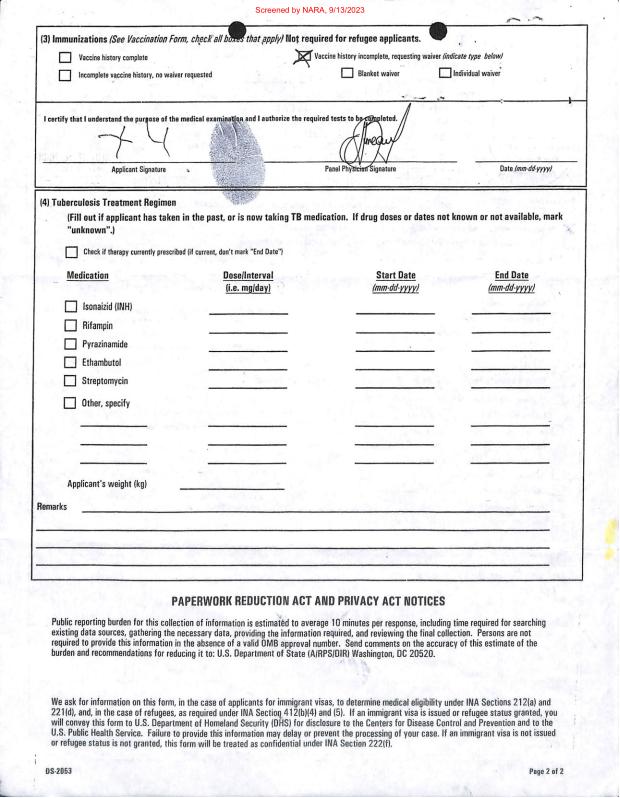 Screened by NARA, 9/13/2023
(3) Immunizations (See Vaccination Form, check all boxes that apply) Not required for refugee applicants.
Vaccine history complete
Vaccine history incomplete, requesting waiver (indicate type below)
Incomplete vaccine history, no waiver requested
Blanket waiver
Individual waiver
I certify that I understand the purpose of the medical examination and I authorize the required tests to be completed.
Applicant Signature
Panel Physician Signature
Date (mm-dd-yyyy)
(4) Tuberculosis Treatment Regimen
(Fill out if applicant has taken in the past, or is now taking TB medication. If drug doses or dates not known or not available, mark
"unknown".)
Check if therapy currently prescribed (if current, don't mark "End Date")
Medication Dose/Interval Start Date End Date
(i.e. mg/day) (mm-dd-yyyy) (mm-dd-yyyy)
Isonaizid (INH)
Rifampin
Pyrazinamide
Ethambutol
Streptomycin
Other, specify
Applicant's weight (kg)
Remarks
PAPERWORK REDUCTION ACT AND PRIVACY ACT NOTICES
Public reporting burden for this collection of information is estimated to average 10 minutes per response, including time required for searching
existing data sources, gathering the necessary data, providing the information required, and reviewing the final collection. Persons are not
required to provide this information in the absence of a valid OMB approval number. Send comments on the accuracy of this estimate of the
burden and recommendations for reducing it to: U.S. Department of State (A/RPS/DIR) Washington, DC 20520.
We ask for information on this form, in the case of applicants for immigrant visas, to determine medical eligibility under INA Sections 212(a) and
221(d), and, in the case of refugees, as required under INA Section 412(b)(4) and (5). If an immigrant visa is issued or refugee status granted, you
will convey this form to U.S. Department of Homeland Security (DHS) for disclosure to the Centers for Disease Control and Prevention and to the
U.S. Public Health Service. Failure to provide this information may delay or prevent the processing of your case. If an immigrant visa is not issued
or refugee status is not granted, this form will be treated as confidential under INA Section 222(f).
DS-2053
Page 2 of 2